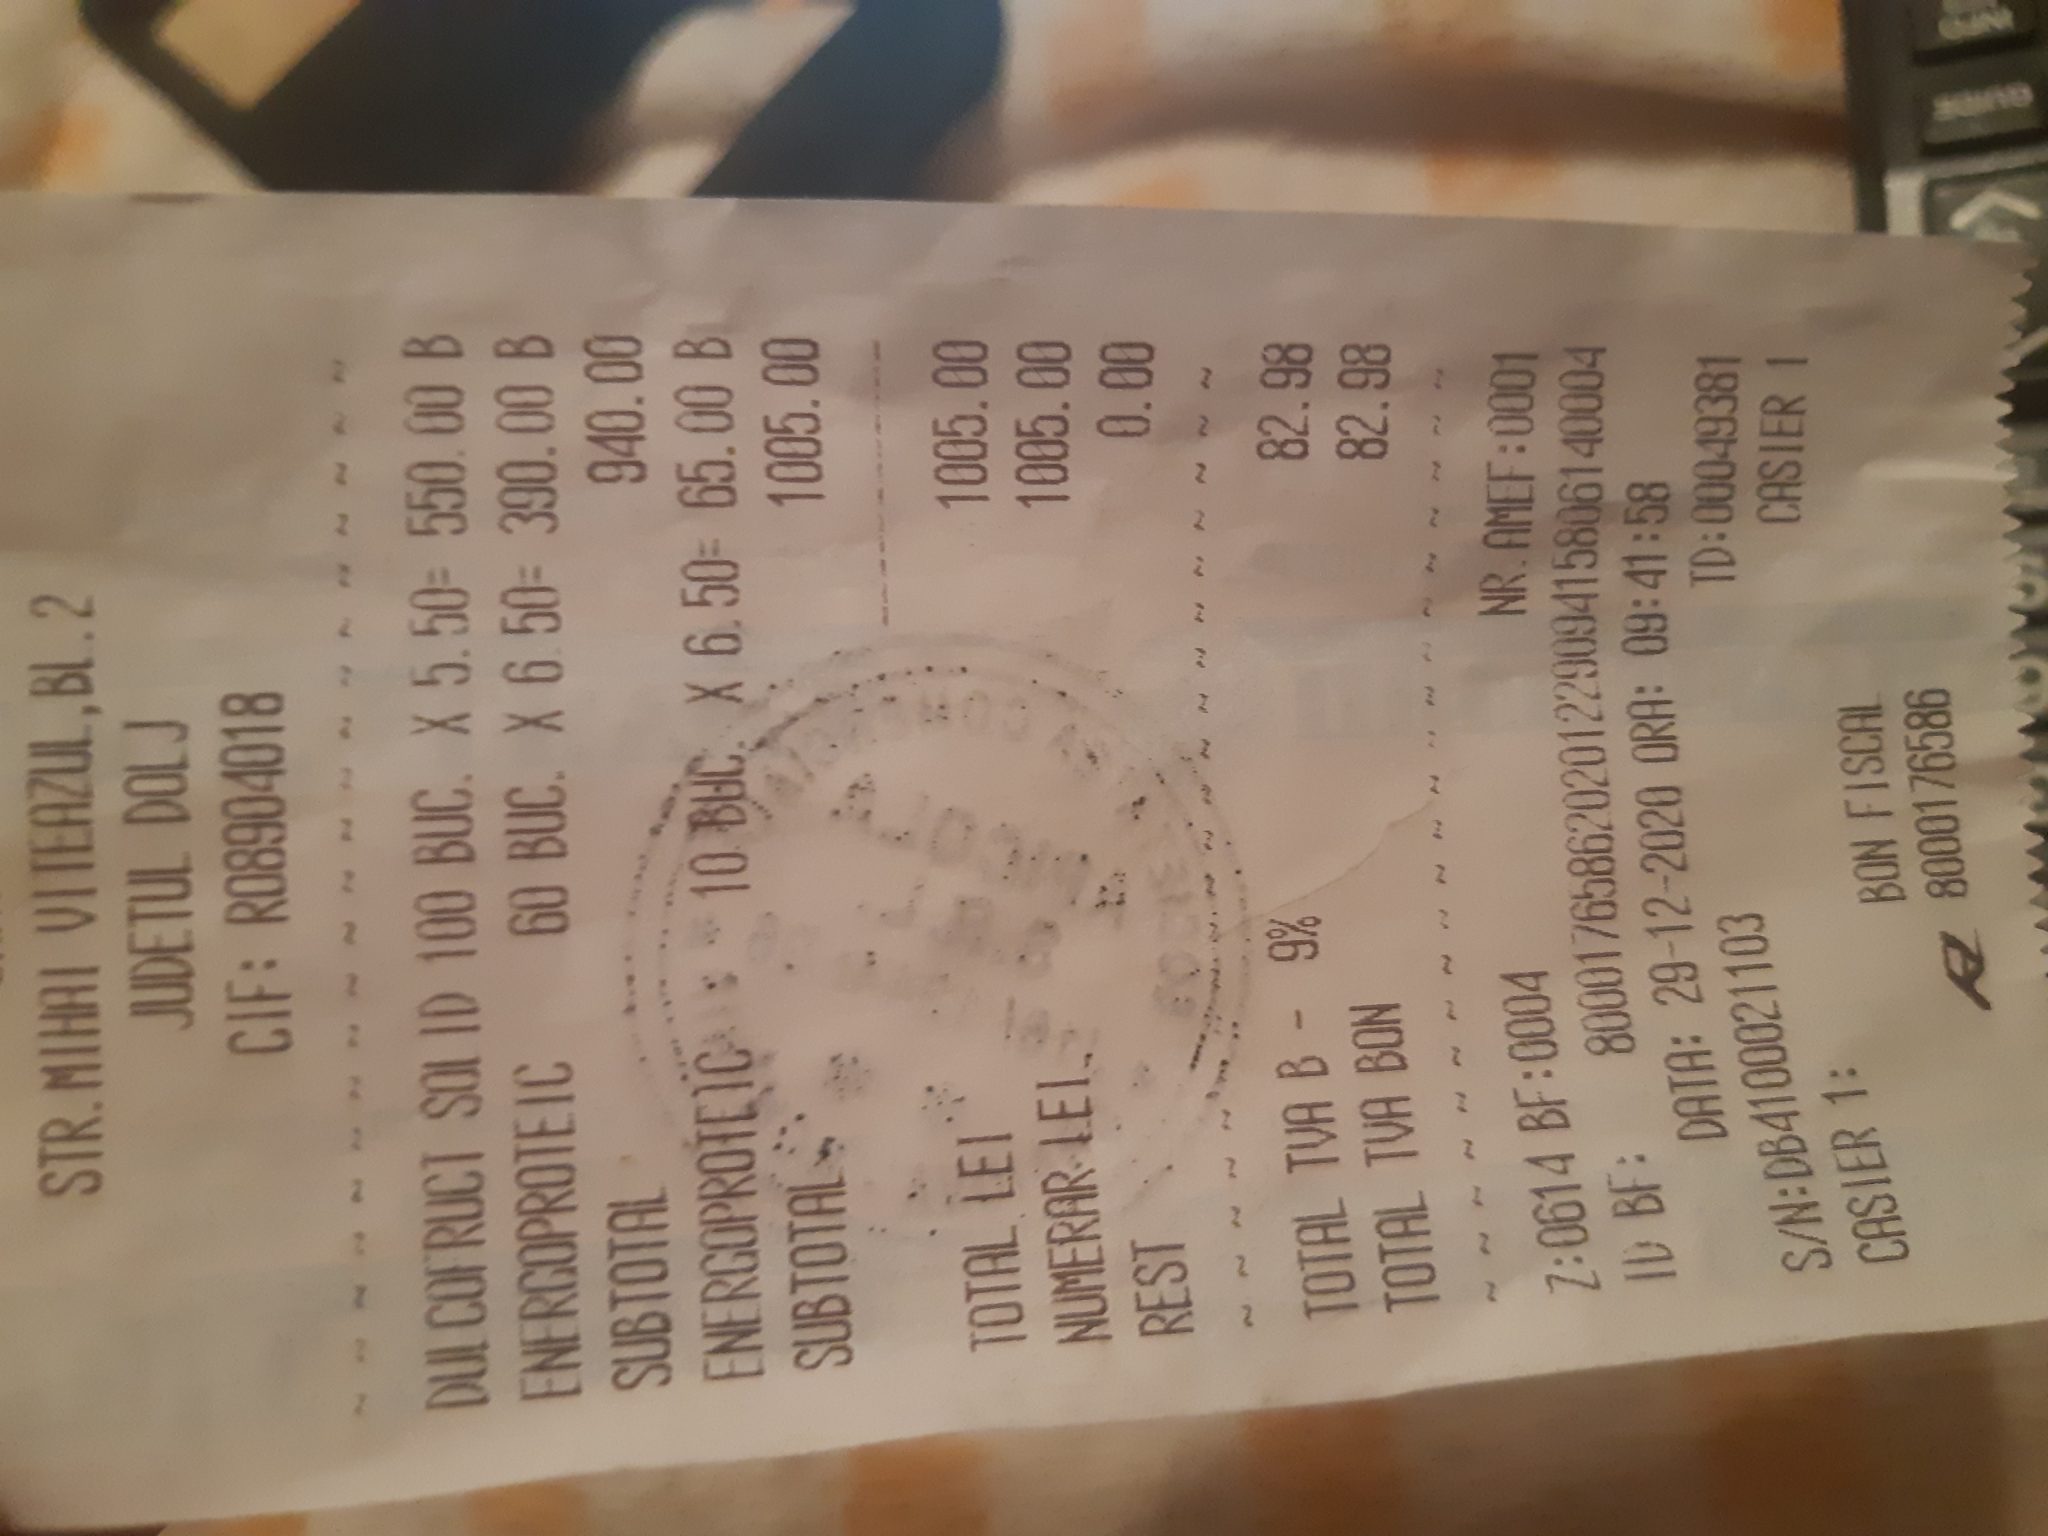 STR.MIHAI VITEAZUL,BL.2
JUDETUL DOLJ
CIF: RO8904018
~ ~ ~ ~ ~ ~ ~ ~ ~ ~ ~ ~ ~ ~ ~ ~ ~ ~ ~
DULCOFRUCT SOLID 100 BUC. X 5.50= 550.00 B
ENERGOPROTEIC 60 BUC. X 6.50= 390.00 B
SUBTOTAL 940.00
ENERGOPROTEIC 10 BUC. X 6.50= 65.00 B
SUBTOTAL 1005.00
TOTAL LEI 1005.00
NUMERAR LEI 1005.00
REST 0.00
~ ~ ~ ~ ~ ~ ~ ~ ~ ~ ~ ~ ~ ~ ~ ~ ~ ~ ~
TOTAL TVA B - 9% 82.98
TOTAL TVA BON 82.98
~ ~ ~ ~ ~ ~ ~ ~ ~ ~ ~ ~ ~ ~ ~ ~ ~ ~ ~
Z:0614 BF:0004 NR.AMEF:0001
ID BF: 80001765862020122909415806140004
DATA: 29-12-2020 ORA: 09:41:58
S/N:DB4100021103 TD:00049381
CASIER 1: CASIER 1
BON FISCAL
8000176586